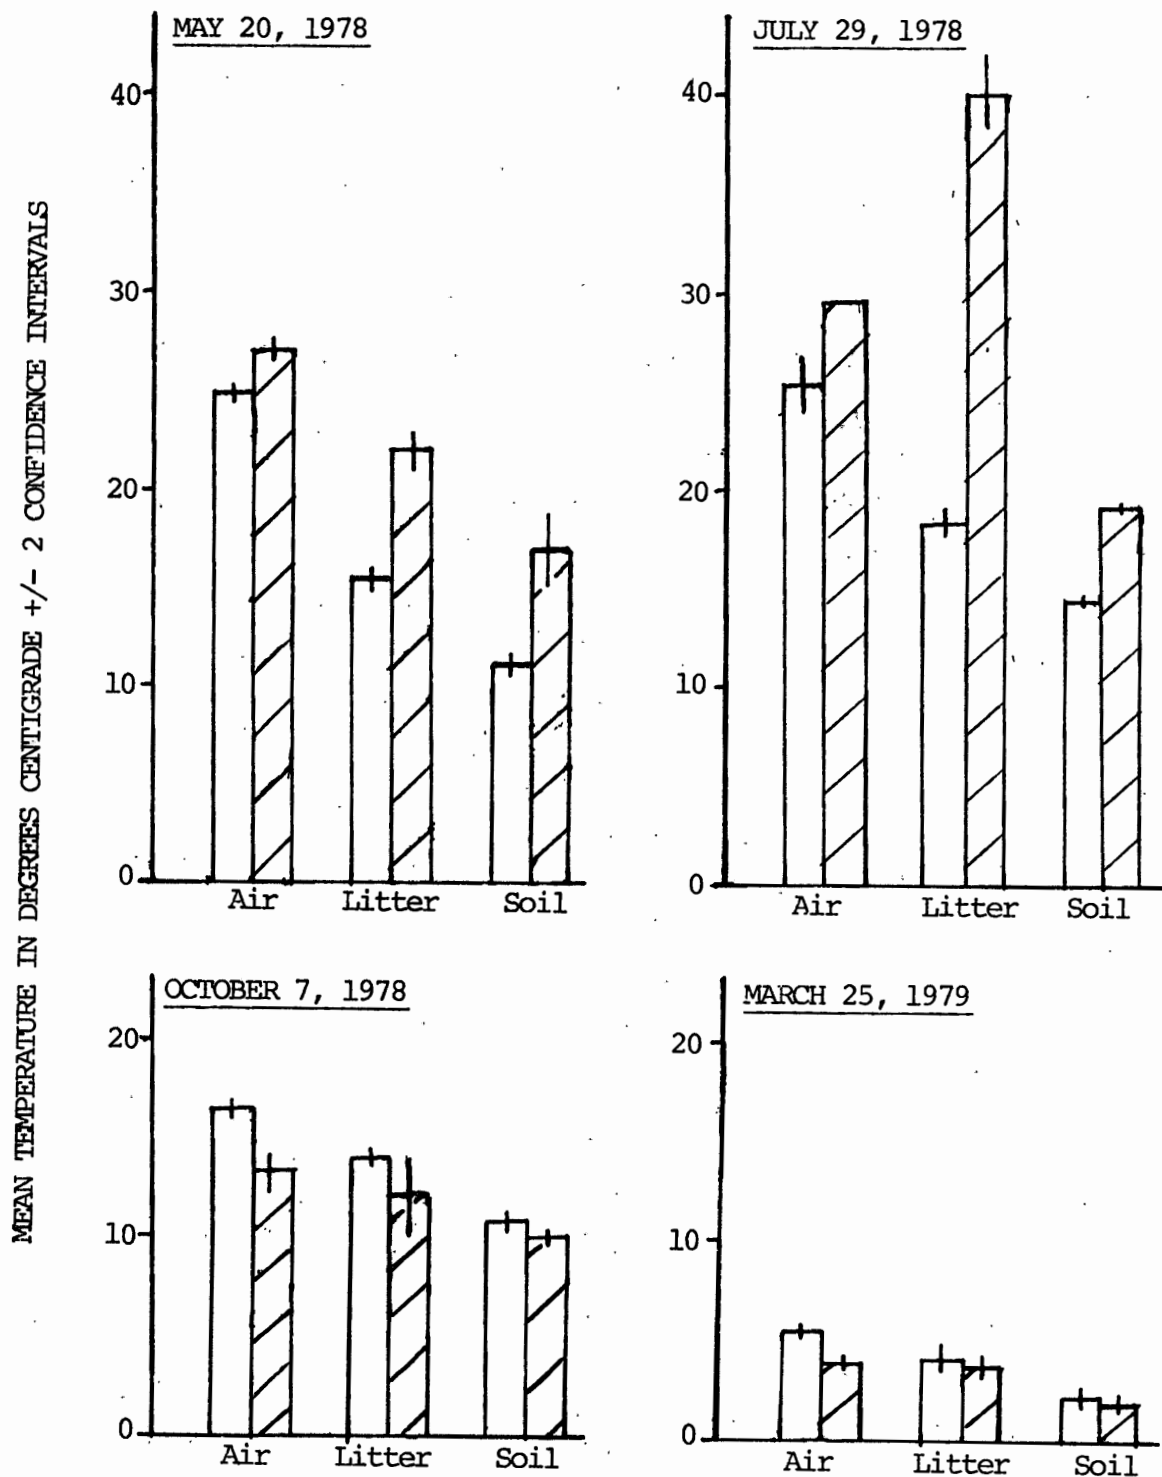 MEAN TEMPERATURE IN DEGREES CENTIGRADE +/- 2 CONFIDENCE INTERVALS
MAY 20, 1978
40
30
20
10
0
Air Litter Soil
JULY 29, 1978
40
30
20
10
0
Air Litter Soil
OCTOBER 7, 1978
20
10
0
Air Litter Soil
MARCH 25, 1979
20
10
0
Air Litter Soil